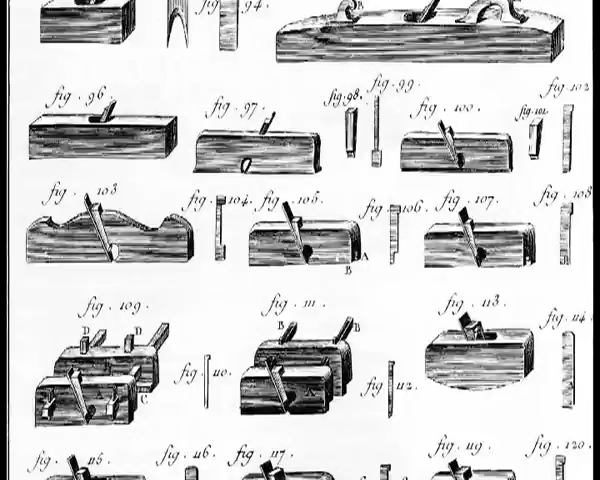 fig. 94.
B
fig. 96. fig. 97. fig. 98. fig. 99. fig. 100. fig. 101. fig. 102
fig. 103 fig. 104. fig. 105. fig. 106. fig. 107. fig. 108
A
B
fig. 109. fig. 111. fig. 113.
D D B B
fig. 110. fig. 112. fig. 114.
A A
C
fig. 115. fig. 116. fig. 117. fig. 119. fig. 120.